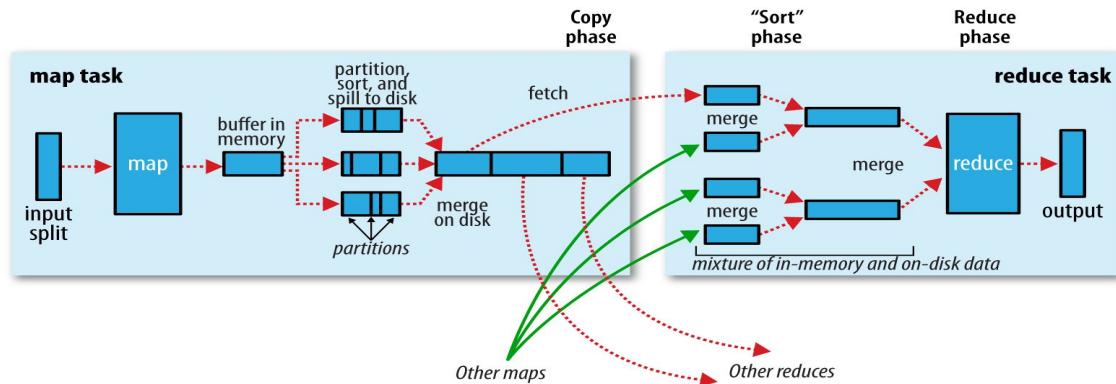 Copy
phase
“Sort”
phase
Reduce
phase
map task
partition,
sort, and
spill to disk
fetch
reduce task
buffer in
memory
merge
map
merge
reduce
input
split
merge
on disk
merge
output
partitions
mixture of in-memory and on-disk data
Other maps
Other reduces